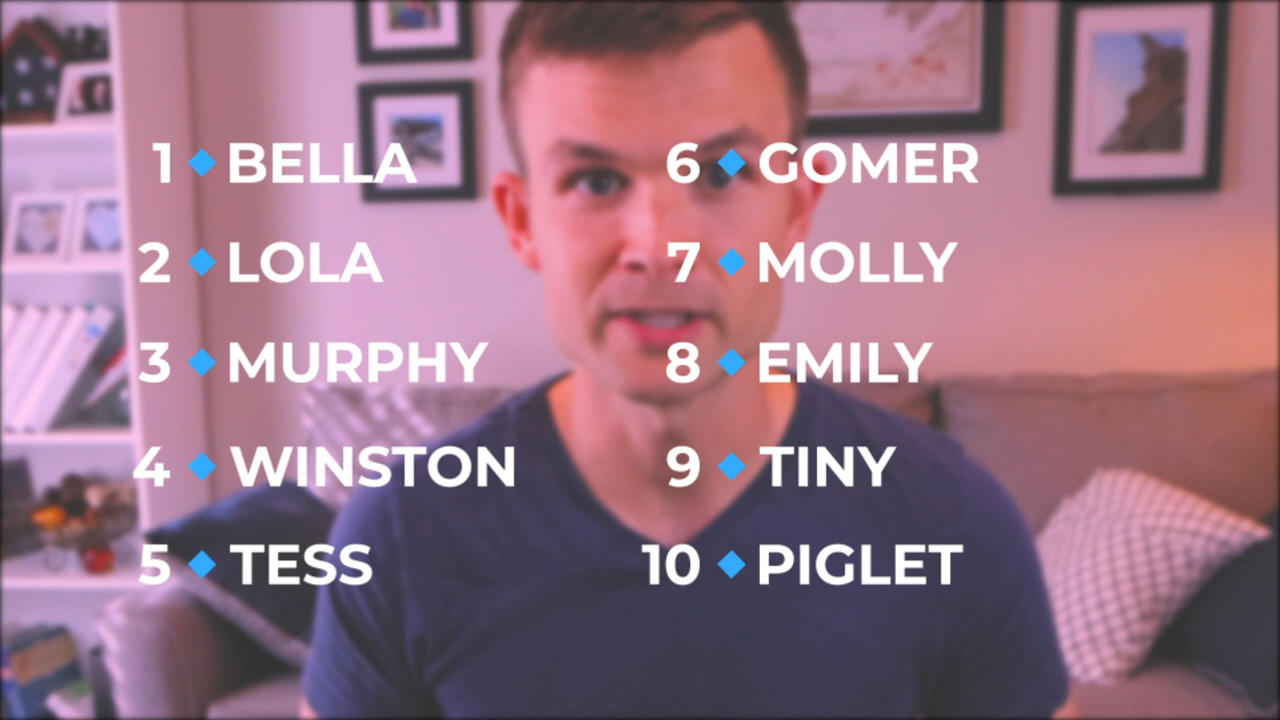 1 ◆ BELLA
2 ◆ LOLA
3 ◆ MURPHY
4 ◆ WINSTON
5 ◆ TESS
6 ◆ GOMER
7 ◆ MOLLY
8 ◆ EMILY
9 ◆ TINY
10 ◆ PIGLET